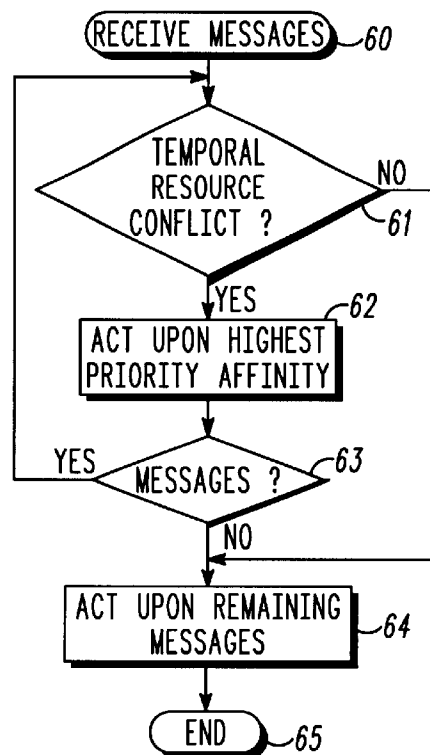 RECEIVE MESSAGES
60
TEMPORAL
RESOURCE
CONFLICT ?
NO
61
YES
62
ACT UPON HIGHEST
PRIORITY AFFINITY
YES
63
MESSAGES ?
NO
ACT UPON REMAINING
MESSAGES
64
END
65